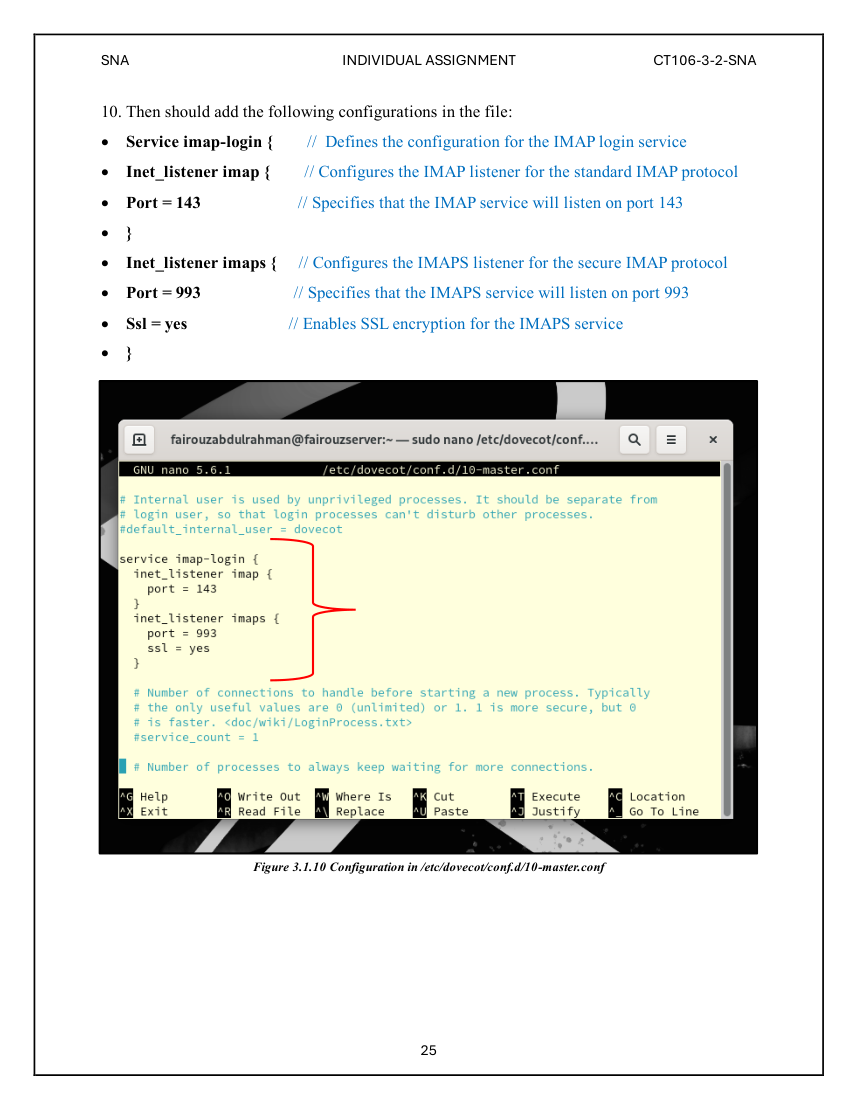 SNA INDIVIDUAL ASSIGNMENT CT106-3-2-SNA
10. Then should add the following configurations in the file:
• Service imap-login { // Defines the configuration for the IMAP login service
• Inet_listener imap { // Configures the IMAP listener for the standard IMAP protocol
• Port = 143 // Specifies that the IMAP service will listen on port 143
• }
• Inet_listener imaps { // Configures the IMAPS listener for the secure IMAP protocol
• Port = 993 // Specifies that the IMAPS service will listen on port 993
• Ssl = yes // Enables SSL encryption for the IMAPS service
• }
fairouzabdulrahman@fairouzserver:~ — sudo nano /etc/dovecot/conf....
GNU nano 5.6.1 /etc/dovecot/conf.d/10-master.conf
# Internal user is used by unprivileged processes. It should be separate from
# login user, so that login processes can't disturb other processes.
#default_internal_user = dovecot
service imap-login {
inet_listener imap {
port = 143
}
inet_listener imaps {
port = 993
ssl = yes
}
# Number of connections to handle before starting a new process. Typically
# the only useful values are 0 (unlimited) or 1. 1 is more secure, but 0
# is faster. <doc/wiki/LoginProcess.txt>
#service_count = 1
# Number of processes to always keep waiting for more connections.
^G Help ^O Write Out ^W Where Is ^K Cut ^T Execute ^C Location
^X Exit ^R Read File ^\ Replace ^U Paste ^J Justify ^_ Go To Line
Figure 3.1.10 Configuration in /etc/dovecot/conf.d/10-master.conf
25